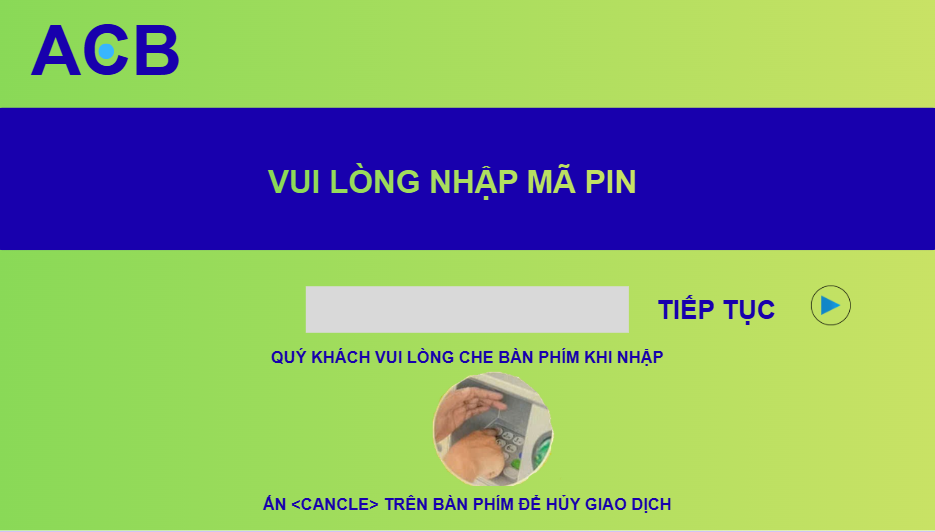 ACB
VUI LÒNG NHẬP MÃ PIN
TIẾP TỤC
QUÝ KHÁCH VUI LÒNG CHE BÀN PHÍM KHI NHẬP
ẤN <CANCLE> TRÊN BÀN PHÍM ĐỂ HỦY GIAO DỊCH